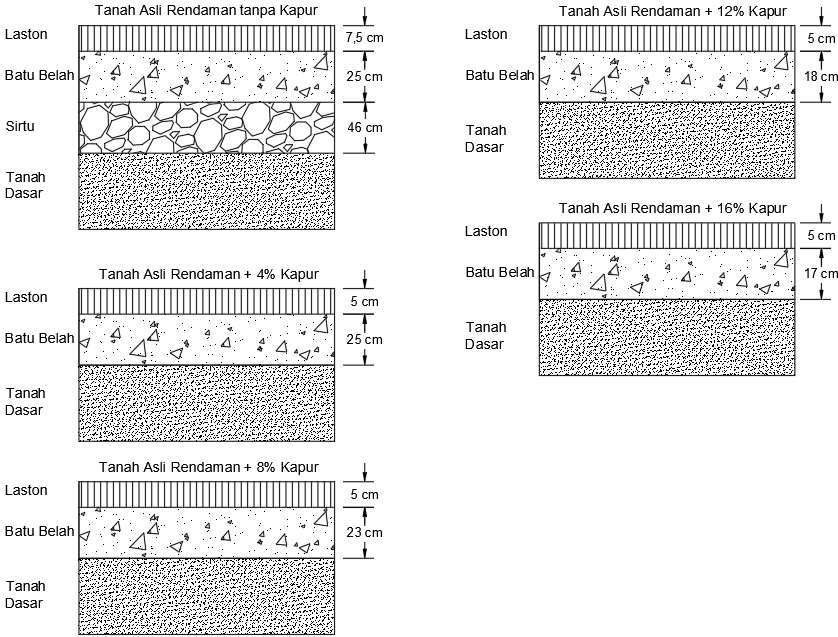 Tanah Asli Rendaman tanpa Kapur
Laston
7,5 cm
Batu Belah
25 cm
Sirtu
46 cm
Tanah
Dasar
Tanah Asli Rendaman + 4% Kapur
Laston
5 cm
Batu Belah
25 cm
Tanah
Dasar
Tanah Asli Rendaman + 8% Kapur
Laston
5 cm
Batu Belah
23 cm
Tanah
Dasar
Tanah Asli Rendaman + 12% Kapur
Laston
5 cm
Batu Belah
18 cm
Tanah
Dasar
Tanah Asli Rendaman + 16% Kapur
Laston
5 cm
Batu Belah
17 cm
Tanah
Dasar